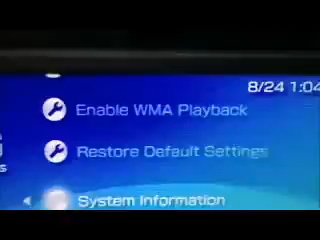 8/24 1:04
Enable WMA Playback
Restore Default Settings
System Information